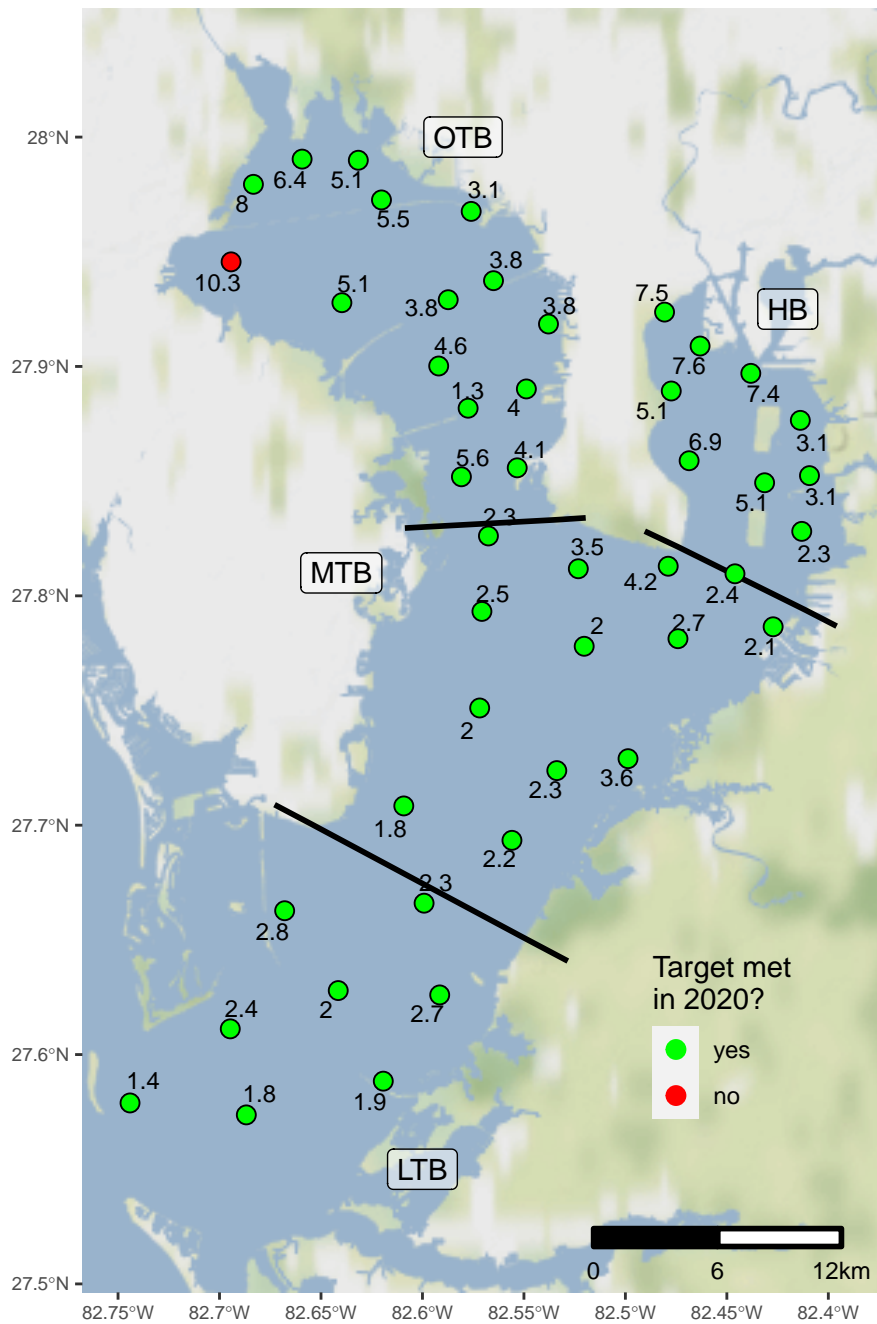 28°N
OTB
6.4
5.1
8
5.5
3.1
10.3
5.1
3.8
3.8
3.8
7.5
HB
27.9°N
4.6
7.6
7.4
1.3
4
5.1
3.1
5.6
4.1
6.9
5.1
3.1
2.3
2.3
MTB
3.5
4.2
2.4
27.8°N
2.5
2
2.7
2.1
2
2.3
3.6
27.7°N
1.8
2.2
2.3
2.8
Target met
in 2020?
2.4
2
2.7
yes
27.6°N
no
1.4
1.8
1.9
LTB
0
6
12km
27.5°N
82.75°W
82.7°W
82.65°W
82.6°W
82.55°W
82.5°W
82.45°W
82.4°W